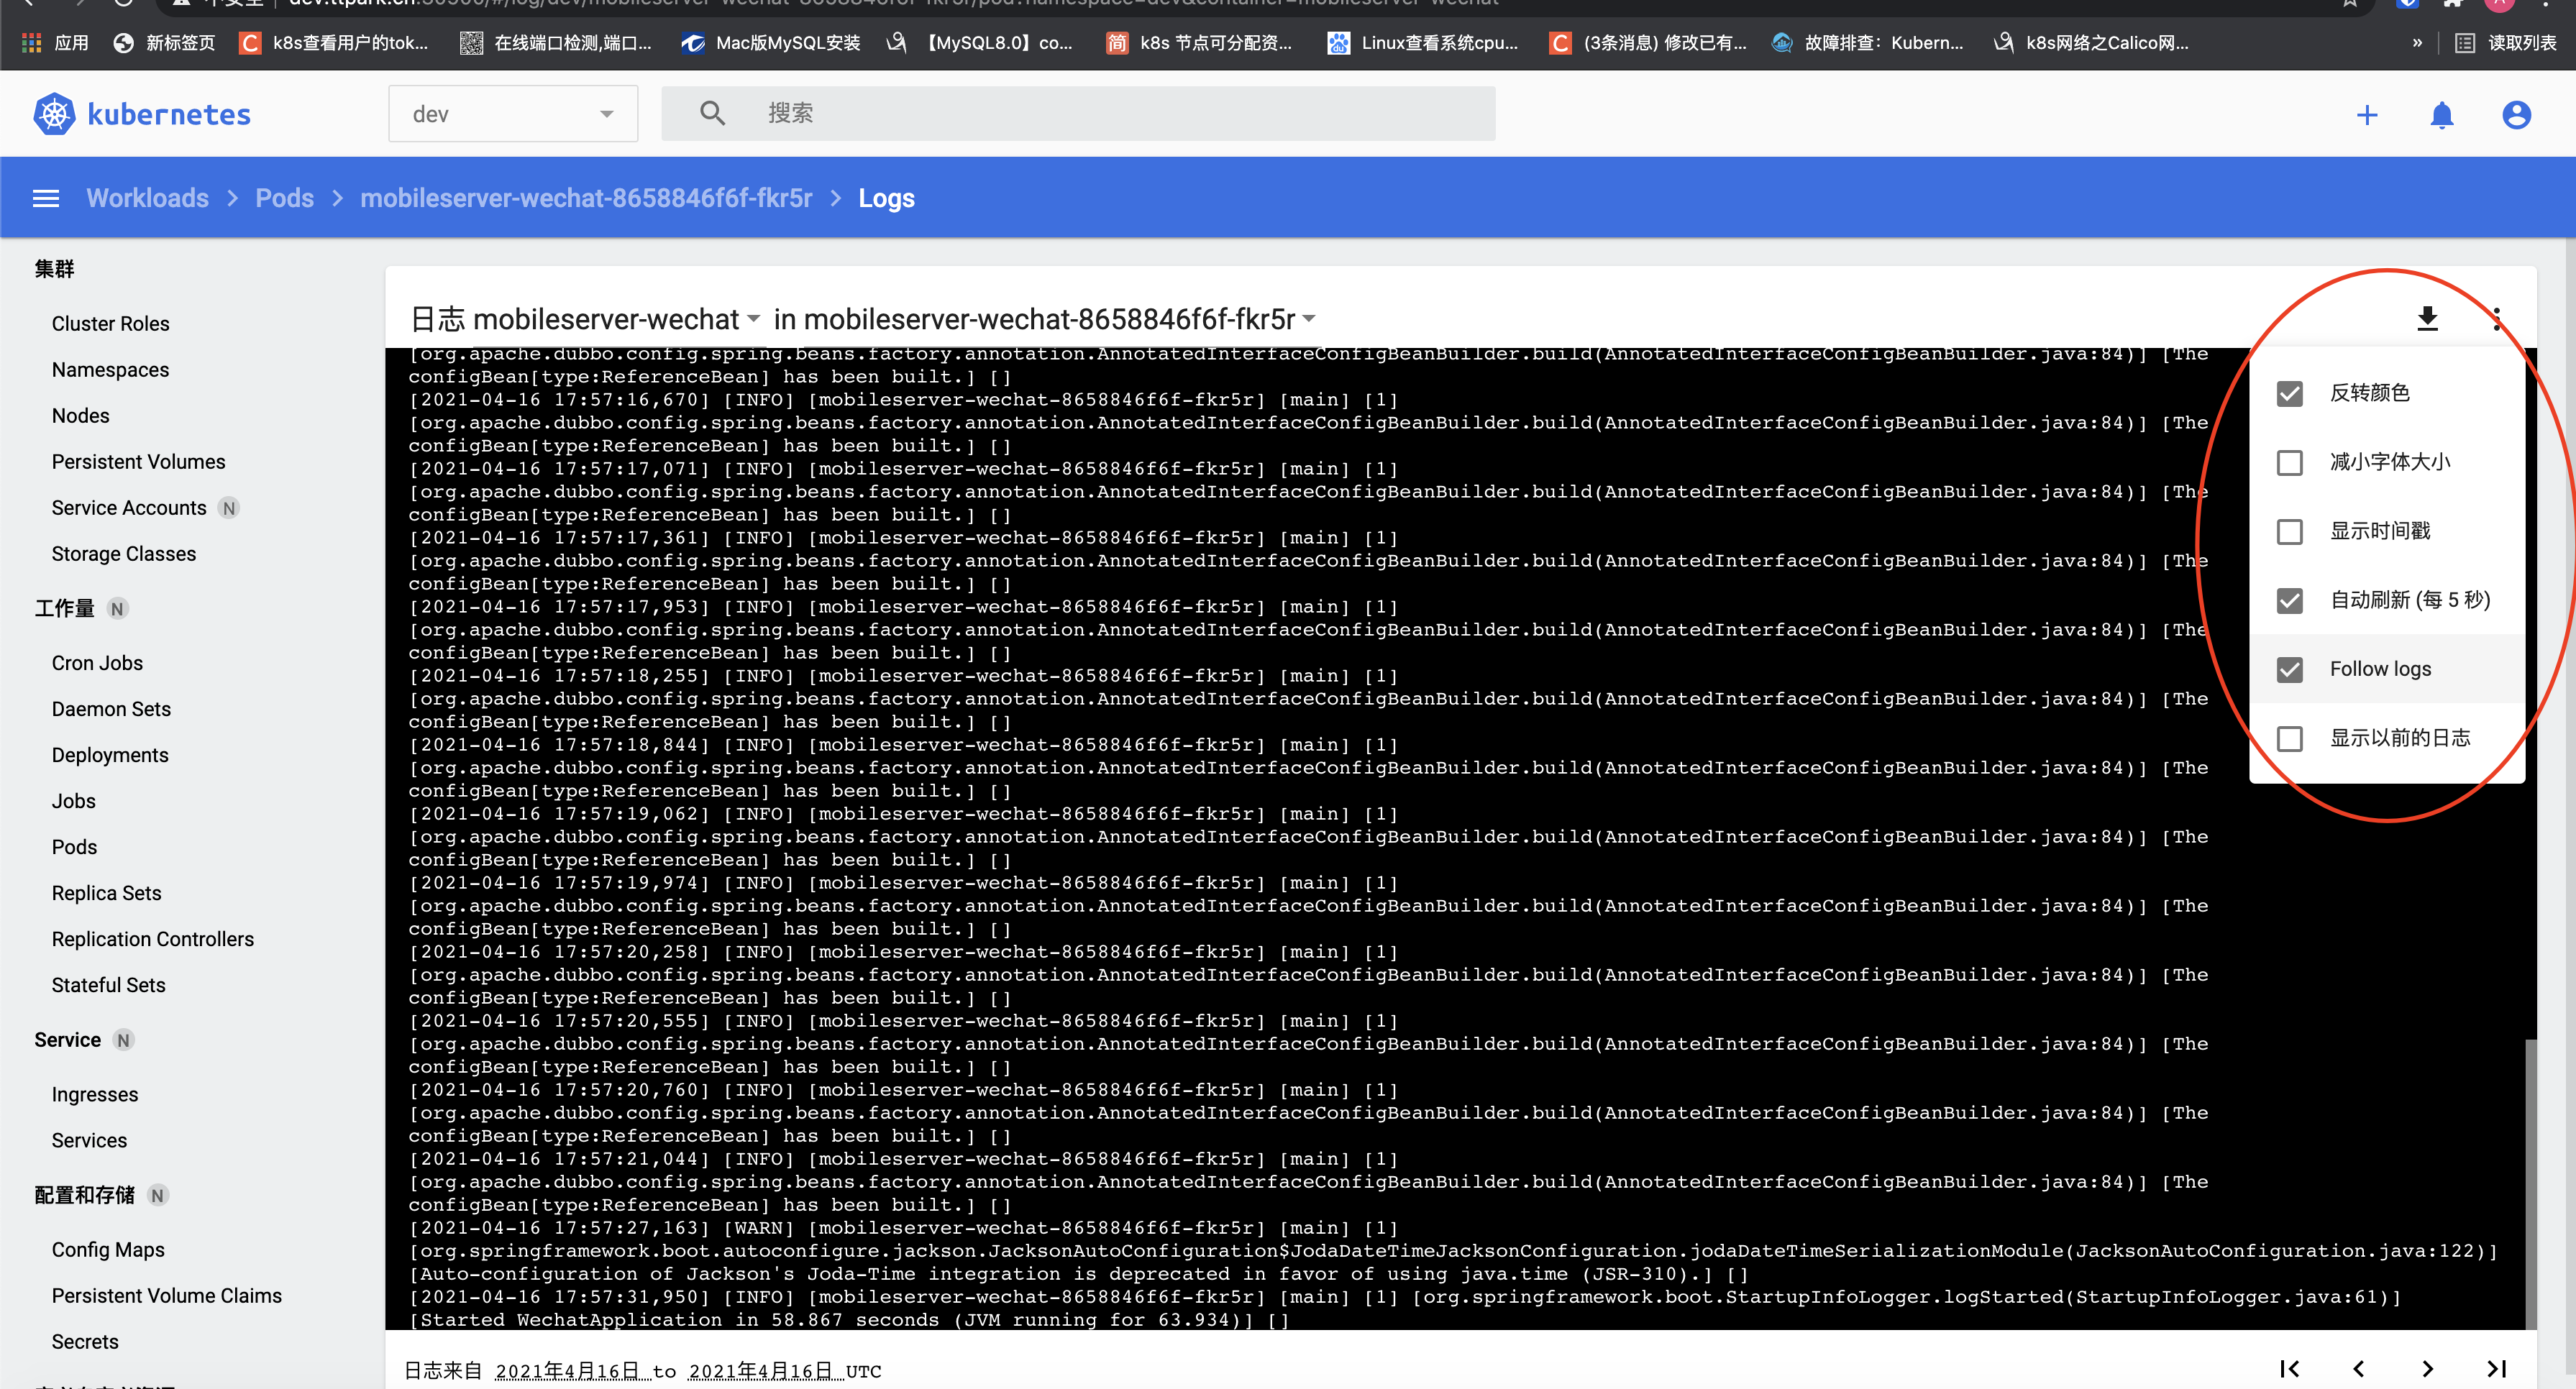 应用
新标签页
k8s查看用户的tok...
在线端口检测,端口...
Mac版MySQL安装
【MySQL8.0】co...
k8s 节点可分配资...
Linux查看系统cpu...
(3条消息) 修改已有...
故障排查：Kubern...
k8s网络之Calico网...
»
读取列表
kubernetes
dev
搜索
Workloads > Pods > mobileserver-wechat-8658846f6f-fkr5r > Logs
集群
Cluster Roles
Namespaces
Nodes
Persistent Volumes
Service Accounts N
Storage Classes
工作量 N
Cron Jobs
Daemon Sets
Deployments
Jobs
Pods
Replica Sets
Replication Controllers
Stateful Sets
Service N
Ingresses
Services
配置和存储 N
Config Maps
Persistent Volume Claims
Secrets
日志 mobileserver-wechat in mobileserver-wechat-8658846f6f-fkr5r
[org.apache.dubbo.config.spring.beans.factory.annotation.AnnotatedInterfaceConfigBeanBuilder.build(AnnotatedInterfaceConfigBeanBuilder.java:84)] [The
configBean[type:ReferenceBean] has been built.] []
[2021-04-16 17:57:16,670] [INFO] [mobileserver-wechat-8658846f6f-fkr5r] [main] [1]
[org.apache.dubbo.config.spring.beans.factory.annotation.AnnotatedInterfaceConfigBeanBuilder.build(AnnotatedInterfaceConfigBeanBuilder.java:84)] [The
configBean[type:ReferenceBean] has been built.] []
[2021-04-16 17:57:17,071] [INFO] [mobileserver-wechat-8658846f6f-fkr5r] [main] [1]
[org.apache.dubbo.config.spring.beans.factory.annotation.AnnotatedInterfaceConfigBeanBuilder.build(AnnotatedInterfaceConfigBeanBuilder.java:84)] [The
configBean[type:ReferenceBean] has been built.] []
[2021-04-16 17:57:17,361] [INFO] [mobileserver-wechat-8658846f6f-fkr5r] [main] [1]
[org.apache.dubbo.config.spring.beans.factory.annotation.AnnotatedInterfaceConfigBeanBuilder.build(AnnotatedInterfaceConfigBeanBuilder.java:84)] [The
configBean[type:ReferenceBean] has been built.] []
[2021-04-16 17:57:17,953] [INFO] [mobileserver-wechat-8658846f6f-fkr5r] [main] [1]
[org.apache.dubbo.config.spring.beans.factory.annotation.AnnotatedInterfaceConfigBeanBuilder.build(AnnotatedInterfaceConfigBeanBuilder.java:84)] [The
configBean[type:ReferenceBean] has been built.] []
[2021-04-16 17:57:18,255] [INFO] [mobileserver-wechat-8658846f6f-fkr5r] [main] [1]
[org.apache.dubbo.config.spring.beans.factory.annotation.AnnotatedInterfaceConfigBeanBuilder.build(AnnotatedInterfaceConfigBeanBuilder.java:84)] [The
configBean[type:ReferenceBean] has been built.] []
[2021-04-16 17:57:18,844] [INFO] [mobileserver-wechat-8658846f6f-fkr5r] [main] [1]
[org.apache.dubbo.config.spring.beans.factory.annotation.AnnotatedInterfaceConfigBeanBuilder.build(AnnotatedInterfaceConfigBeanBuilder.java:84)] [The
configBean[type:ReferenceBean] has been built.] []
[2021-04-16 17:57:19,062] [INFO] [mobileserver-wechat-8658846f6f-fkr5r] [main] [1]
[org.apache.dubbo.config.spring.beans.factory.annotation.AnnotatedInterfaceConfigBeanBuilder.build(AnnotatedInterfaceConfigBeanBuilder.java:84)] [The
configBean[type:ReferenceBean] has been built.] []
[2021-04-16 17:57:19,974] [INFO] [mobileserver-wechat-8658846f6f-fkr5r] [main] [1]
[org.apache.dubbo.config.spring.beans.factory.annotation.AnnotatedInterfaceConfigBeanBuilder.build(AnnotatedInterfaceConfigBeanBuilder.java:84)] [The
configBean[type:ReferenceBean] has been built.] []
[2021-04-16 17:57:20,258] [INFO] [mobileserver-wechat-8658846f6f-fkr5r] [main] [1]
[org.apache.dubbo.config.spring.beans.factory.annotation.AnnotatedInterfaceConfigBeanBuilder.build(AnnotatedInterfaceConfigBeanBuilder.java:84)] [The
configBean[type:ReferenceBean] has been built.] []
[2021-04-16 17:57:20,555] [INFO] [mobileserver-wechat-8658846f6f-fkr5r] [main] [1]
[org.apache.dubbo.config.spring.beans.factory.annotation.AnnotatedInterfaceConfigBeanBuilder.build(AnnotatedInterfaceConfigBeanBuilder.java:84)] [The
configBean[type:ReferenceBean] has been built.] []
[2021-04-16 17:57:20,760] [INFO] [mobileserver-wechat-8658846f6f-fkr5r] [main] [1]
[org.apache.dubbo.config.spring.beans.factory.annotation.AnnotatedInterfaceConfigBeanBuilder.build(AnnotatedInterfaceConfigBeanBuilder.java:84)] [The
configBean[type:ReferenceBean] has been built.] []
[2021-04-16 17:57:21,044] [INFO] [mobileserver-wechat-8658846f6f-fkr5r] [main] [1]
[org.apache.dubbo.config.spring.beans.factory.annotation.AnnotatedInterfaceConfigBeanBuilder.build(AnnotatedInterfaceConfigBeanBuilder.java:84)] [The
configBean[type:ReferenceBean] has been built.] []
[2021-04-16 17:57:27,163] [WARN] [mobileserver-wechat-8658846f6f-fkr5r] [main] [1]
[org.springframework.boot.autoconfigure.jackson.JacksonAutoConfiguration$JodaDateTimeJacksonConfiguration.jodaDateTimeSerializationModule(JacksonAutoConfiguration.java:122)]
[Auto-configuration of Jackson's Joda-Time integration is deprecated in favor of using java.time (JSR-310).] []
[2021-04-16 17:57:31,950] [INFO] [mobileserver-wechat-8658846f6f-fkr5r] [main] [1] [org.springframework.boot.StartupInfoLogger.logStarted(StartupInfoLogger.java:61)]
[Started WechatApplication in 58.867 seconds (JVM running for 63.934)] []
反转颜色
减小字体大小
显示时间戳
自动刷新 (每 5 秒)
Follow logs
显示以前的日志
日志来自 2021年4月16日 to 2021年4月16日 UTC